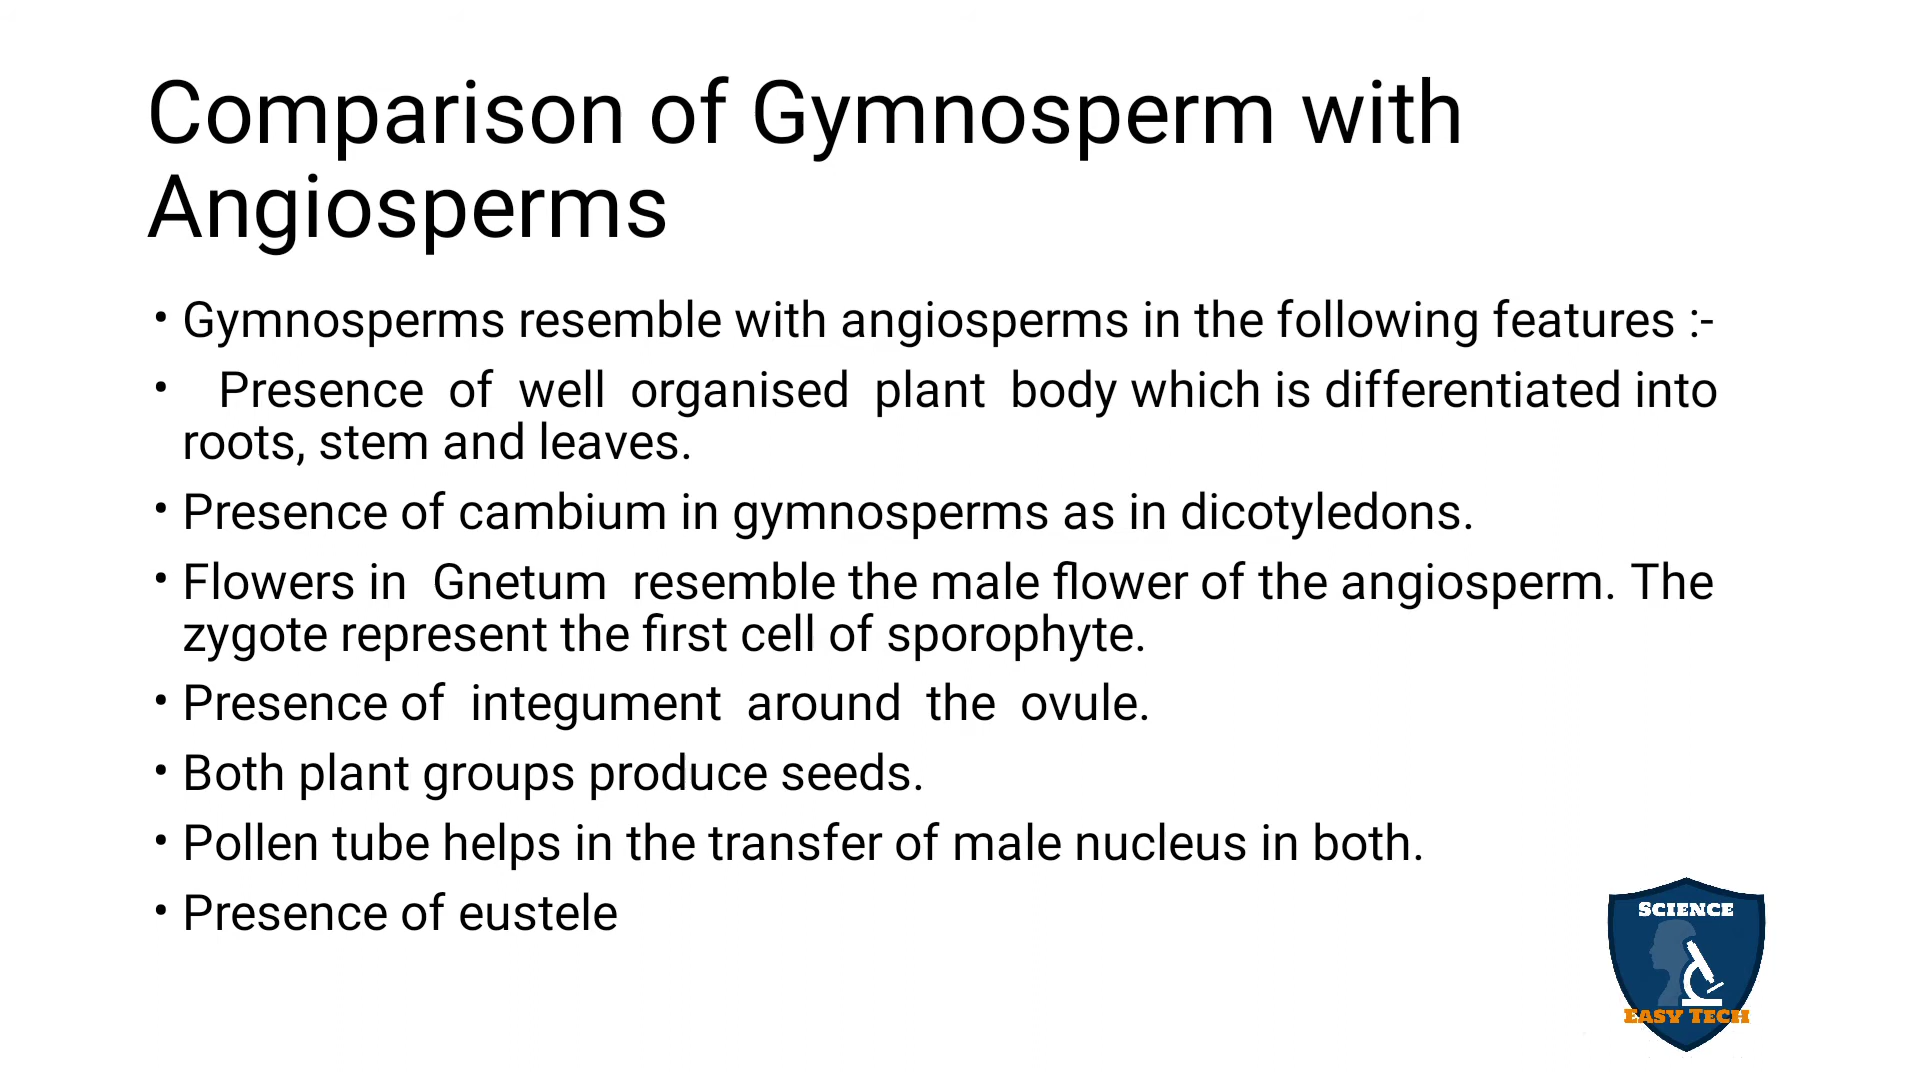 Comparison of Gymnosperm with
Angiosperms
• Gymnosperms resemble with angiosperms in the following features :-
• Presence of well organised plant body which is differentiated into
roots, stem and leaves.
• Presence of cambium in gymnosperms as in dicotyledons.
• Flowers in Gnetum resemble the male flower of the angiosperm. The
zygote represent the first cell of sporophyte.
• Presence of integument around the ovule.
• Both plant groups produce seeds.
• Pollen tube helps in the transfer of male nucleus in both.
• Presence of eustele
SCIENCE
EASY TECH